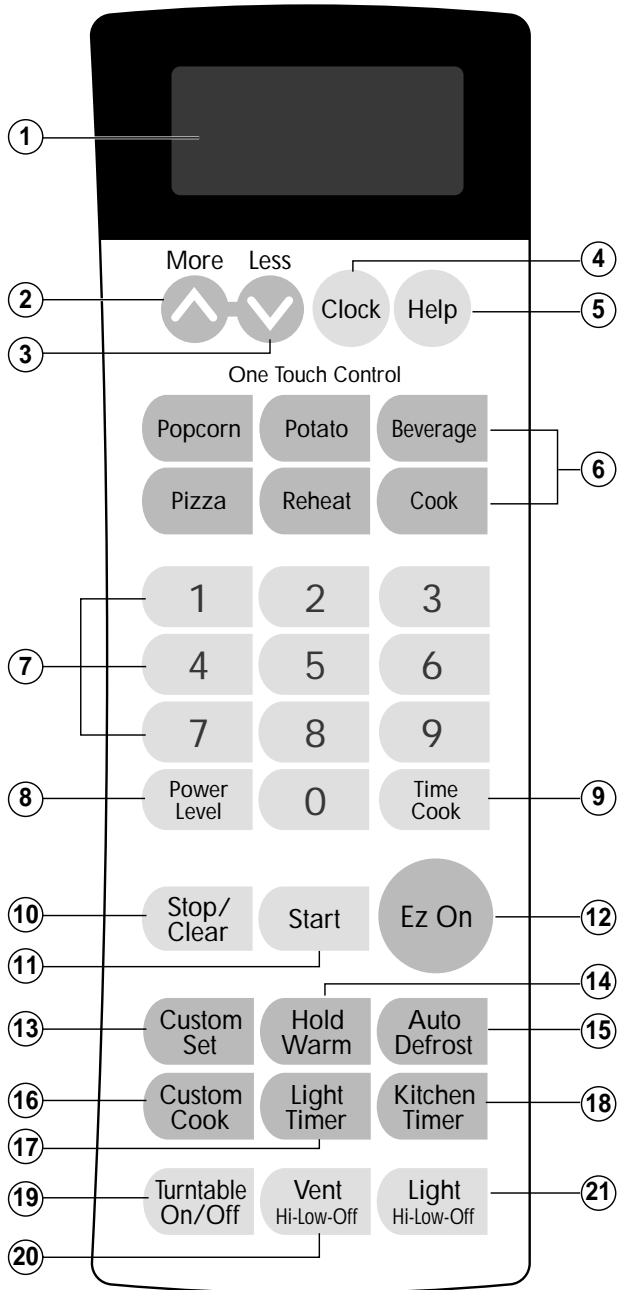 1
More Less
4
2
Clock Help
5
3
One Touch Control
Popcorn Potato Beverage
6
Pizza Reheat Cook
1 2 3
7
4 5 6
7 8 9
8
Power
Level
0
Time
Cook
9
10
Stop/
Clear
Start
Ez On
12
11
14
13
Custom
Set
Hold
Warm
Auto
Defrost
15
16
Custom
Cook
Light
Timer
Kitchen
Timer
18
17
19
Turntable
On/Off
Vent
Hi-Low-Off
Light
Hi-Low-Off
21
20